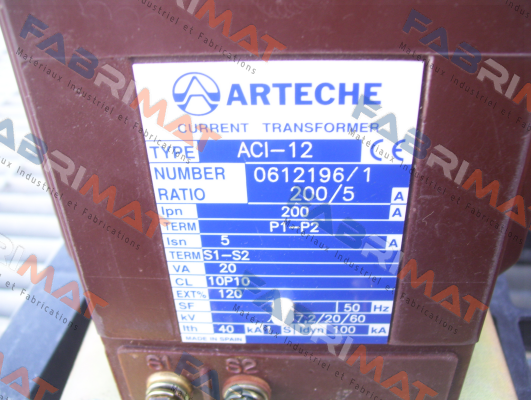 ARTECHE
CURRENT TRANSFORMER
TYPE ACI-12 CE
NUMBER 0612196/1
RATIO 200/5 A
Ipn 200 A
TERM P1-P2
Isn 5 A
TERM S1-S2
VA 20
CL 10P10
EXT% 120
SF 50 Hz
kV 7.2/20/60
Ith 40 kA S Idyn 100 kA
MADE IN SPAIN
S1 S2
FABRIMAT
Materiaux Industriel et Fabrications